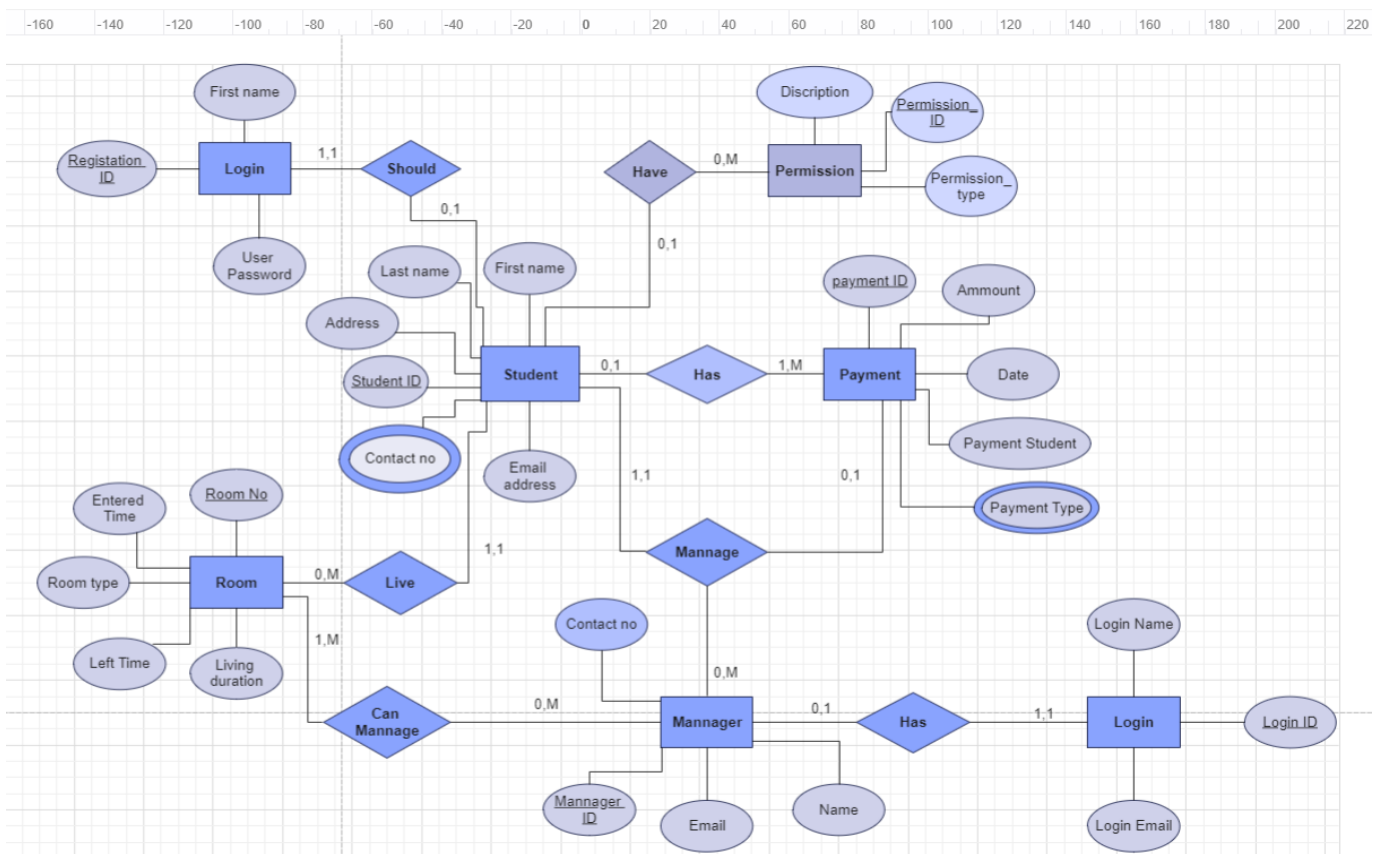 -160 -140 -120 -100 -80 -60 -40 -20 0 20 40 60 80 100 120 140 160 180 200 220
First name
Discription
Permission_
ID
Registation
ID
Login
1,1
Should
Have
0,M
Permission
Permission_
type
0,1
User
Password
0,1
Last name
First name
payment ID
Ammount
Address
Student ID
Student
0,1
Has
1,M
Payment
Date
Contact no
Email
address
Payment Student
1,1
0,1
Payment Type
Entered
Time
Room No
Room type
Room
0,M
Live
1,1
Mannage
Left Time
Living
duration
1,M
Contact no
Login Name
0,M
Can
Mannage
0,M
Mannager
0,1
Has
1,1
Login
Login ID
Mannager
ID
Email
Name
Login Email